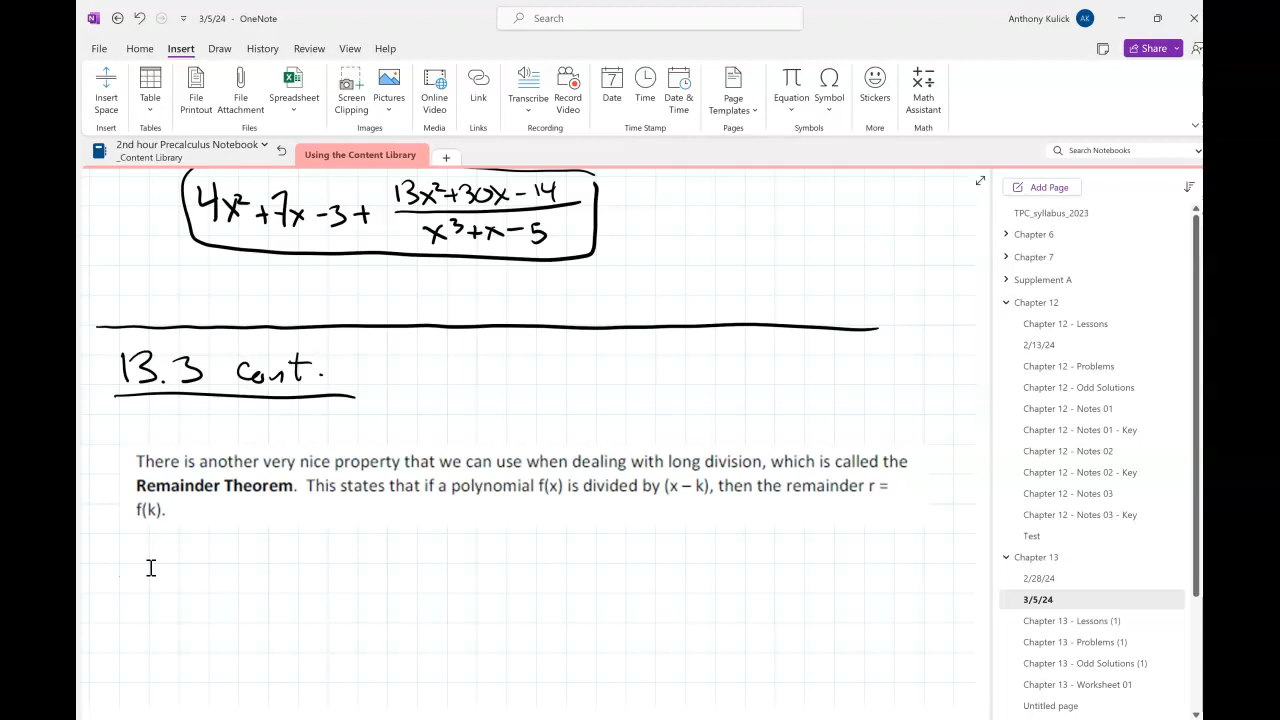 3/5/24 - OneNote
Search
Anthony Kulick
AK
File Home Insert Draw History Review View Help
Share
Insert Space
Table
File Printout
File Attachment
Spreadsheet
Screen Clipping
Pictures
Online Video
Link
Transcribe
Record Video
Date
Time
Date & Time
Page Templates
Equation
Symbol
Stickers
Math Assistant
Insert Tables Files Images Media Links Recording Time Stamp Pages Symbols More Math
2nd hour Precalculus Notebook
_Content Library
Using the Content Library
+
Search Notebooks
4x²+7x-3+ 13x²+30x-14
x³+x-5
13.3 cont.
There is another very nice property that we can use when dealing with long division, which is called the
Remainder Theorem. This states that if a polynomial f(x) is divided by (x – k), then the remainder r =
f(k).
Add Page
TPC_syllabus_2023
Chapter 6
Chapter 7
Supplement A
Chapter 12
Chapter 12 - Lessons
2/13/24
Chapter 12 - Problems
Chapter 12 - Odd Solutions
Chapter 12 - Notes 01
Chapter 12 - Notes 01 - Key
Chapter 12 - Notes 02
Chapter 12 - Notes 02 - Key
Chapter 12 - Notes 03
Chapter 12 - Notes 03 - Key
Test
Chapter 13
2/28/24
3/5/24
Chapter 13 - Lessons (1)
Chapter 13 - Problems (1)
Chapter 13 - Odd Solutions (1)
Chapter 13 - Worksheet 01
Untitled page